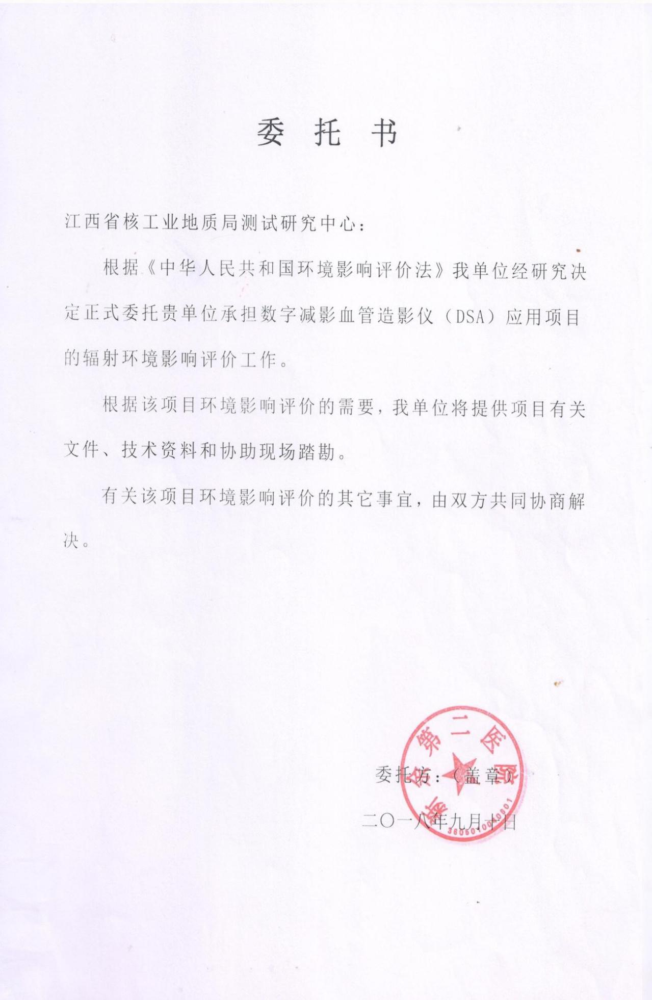 委托书
江西省核工业地质局测试研究中心：
根据《中华人民共和国环境影响评价法》我单位经研究决
定正式委托贵单位承担数字减影血管造影仪（DSA）应用项目
的辐射环境影响评价工作。
根据该项目环境影响评价的需要，我单位将提供项目有关
文件、技术资料和协助现场踏勘。
有关该项目环境影响评价的其它事宜，由双方共同协商解
决。
新余第二医院
委托方：（盖章）
二〇一八年九月十日